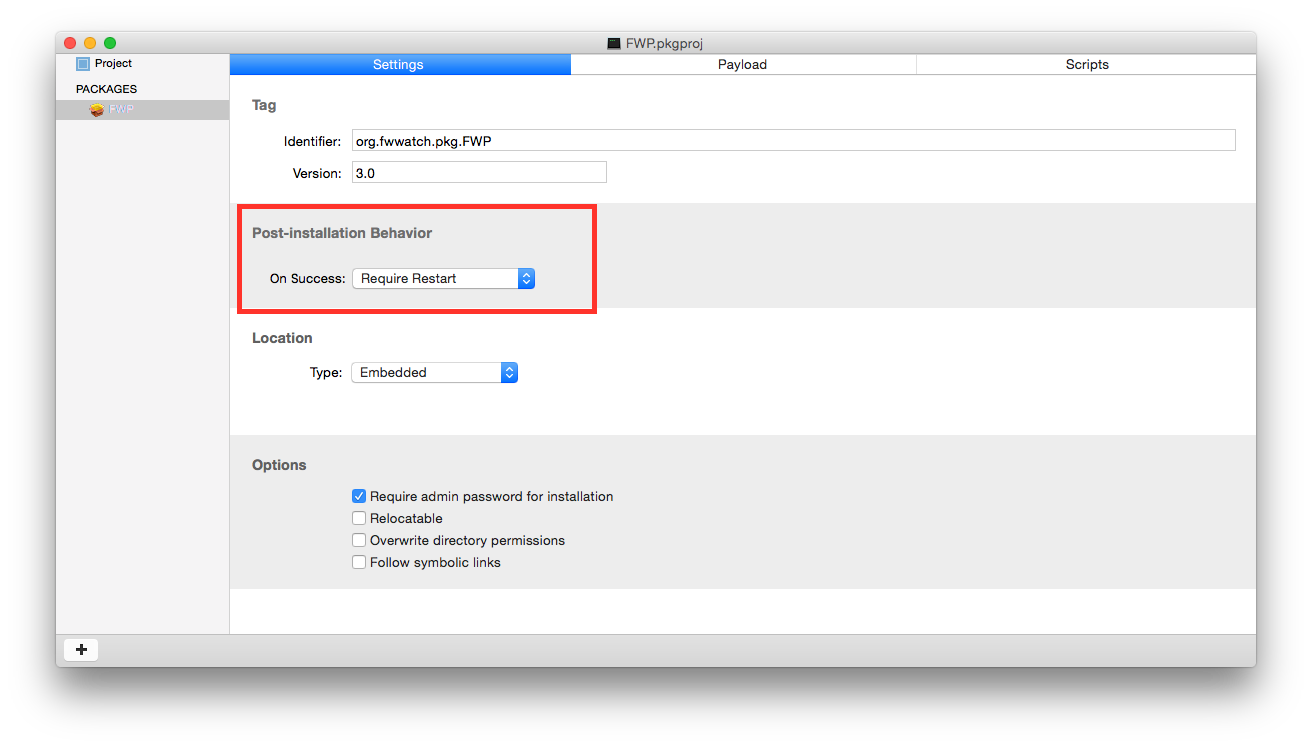 FWP.pkgproj
Project
PACKAGES
FWP
Settings
Payload
Scripts
Tag
Identifier: org.fwwatch.pkg.FWP
Version: 3.0
Post-installation Behavior
On Success: Require Restart
Location
Type: Embedded
Options
Require admin password for installation
Relocatable
Overwrite directory permissions
Follow symbolic links